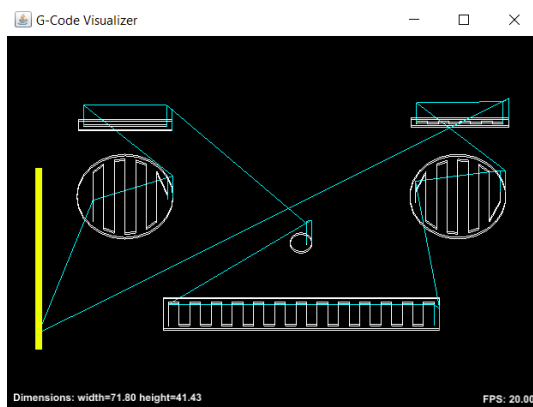 G-Code Visualizer
Dimensions: width=71.80 height=41.43
FPS: 20.00